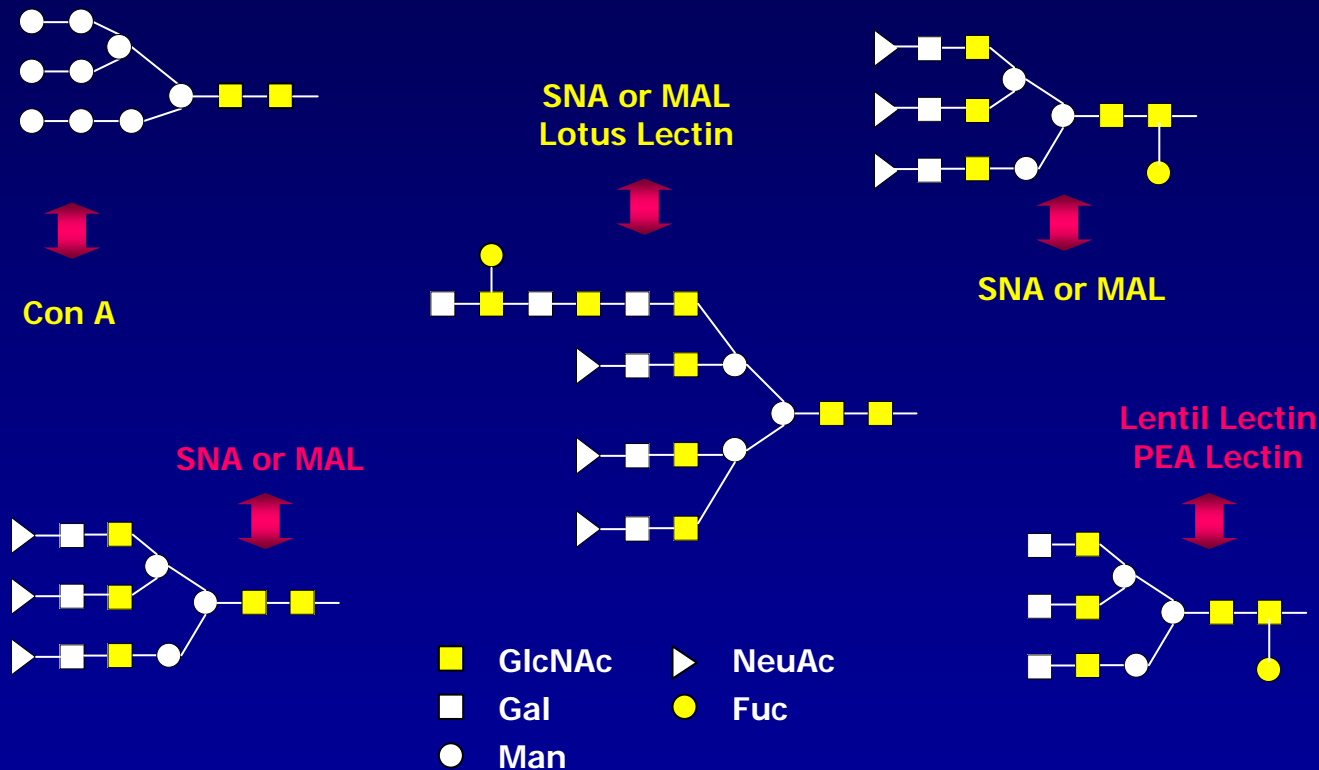 SNA or MAL
Lotus Lectin
Con A
SNA or MAL
SNA or MAL
Lentil Lectin
PEA Lectin
GlcNAc
NeuAc
Gal
Fuc
Man